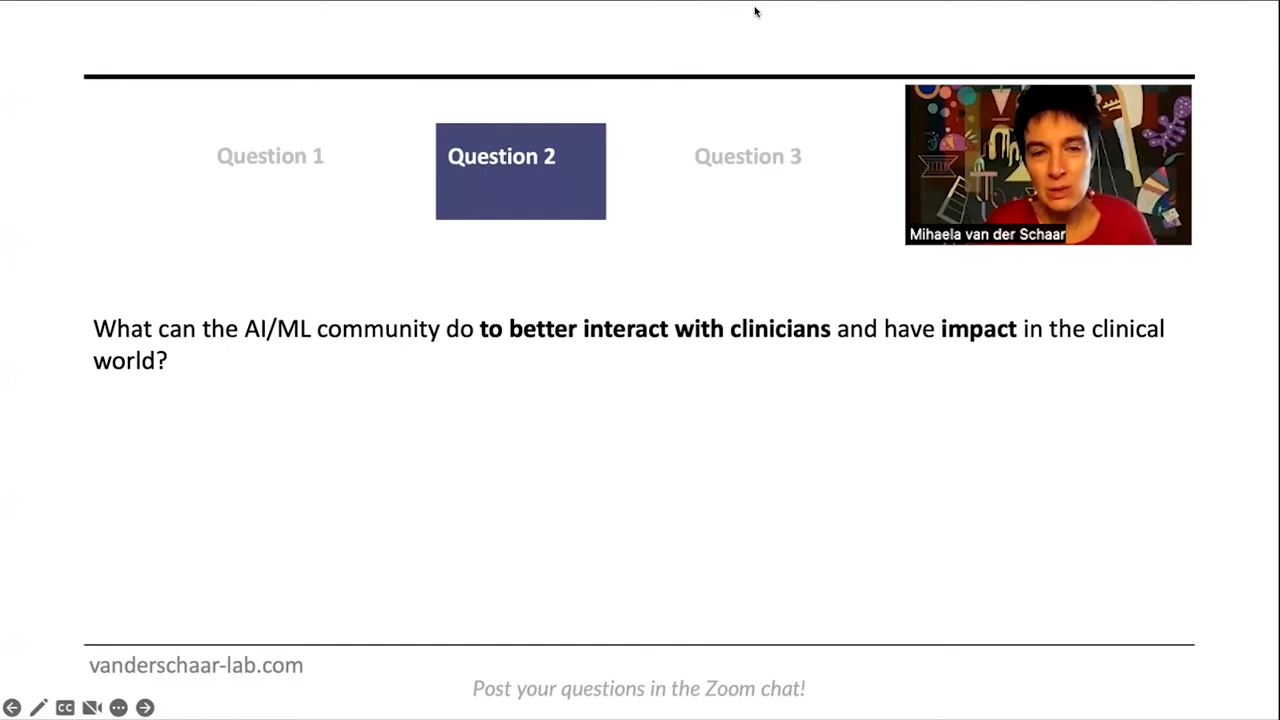 Question 1
Question 2
Question 3
Mihaela van der Schaar
What can the AI/ML community do to better interact with clinicians and have impact in the clinical
world?
vanderschaar-lab.com
Post your questions in the Zoom chat!
CC